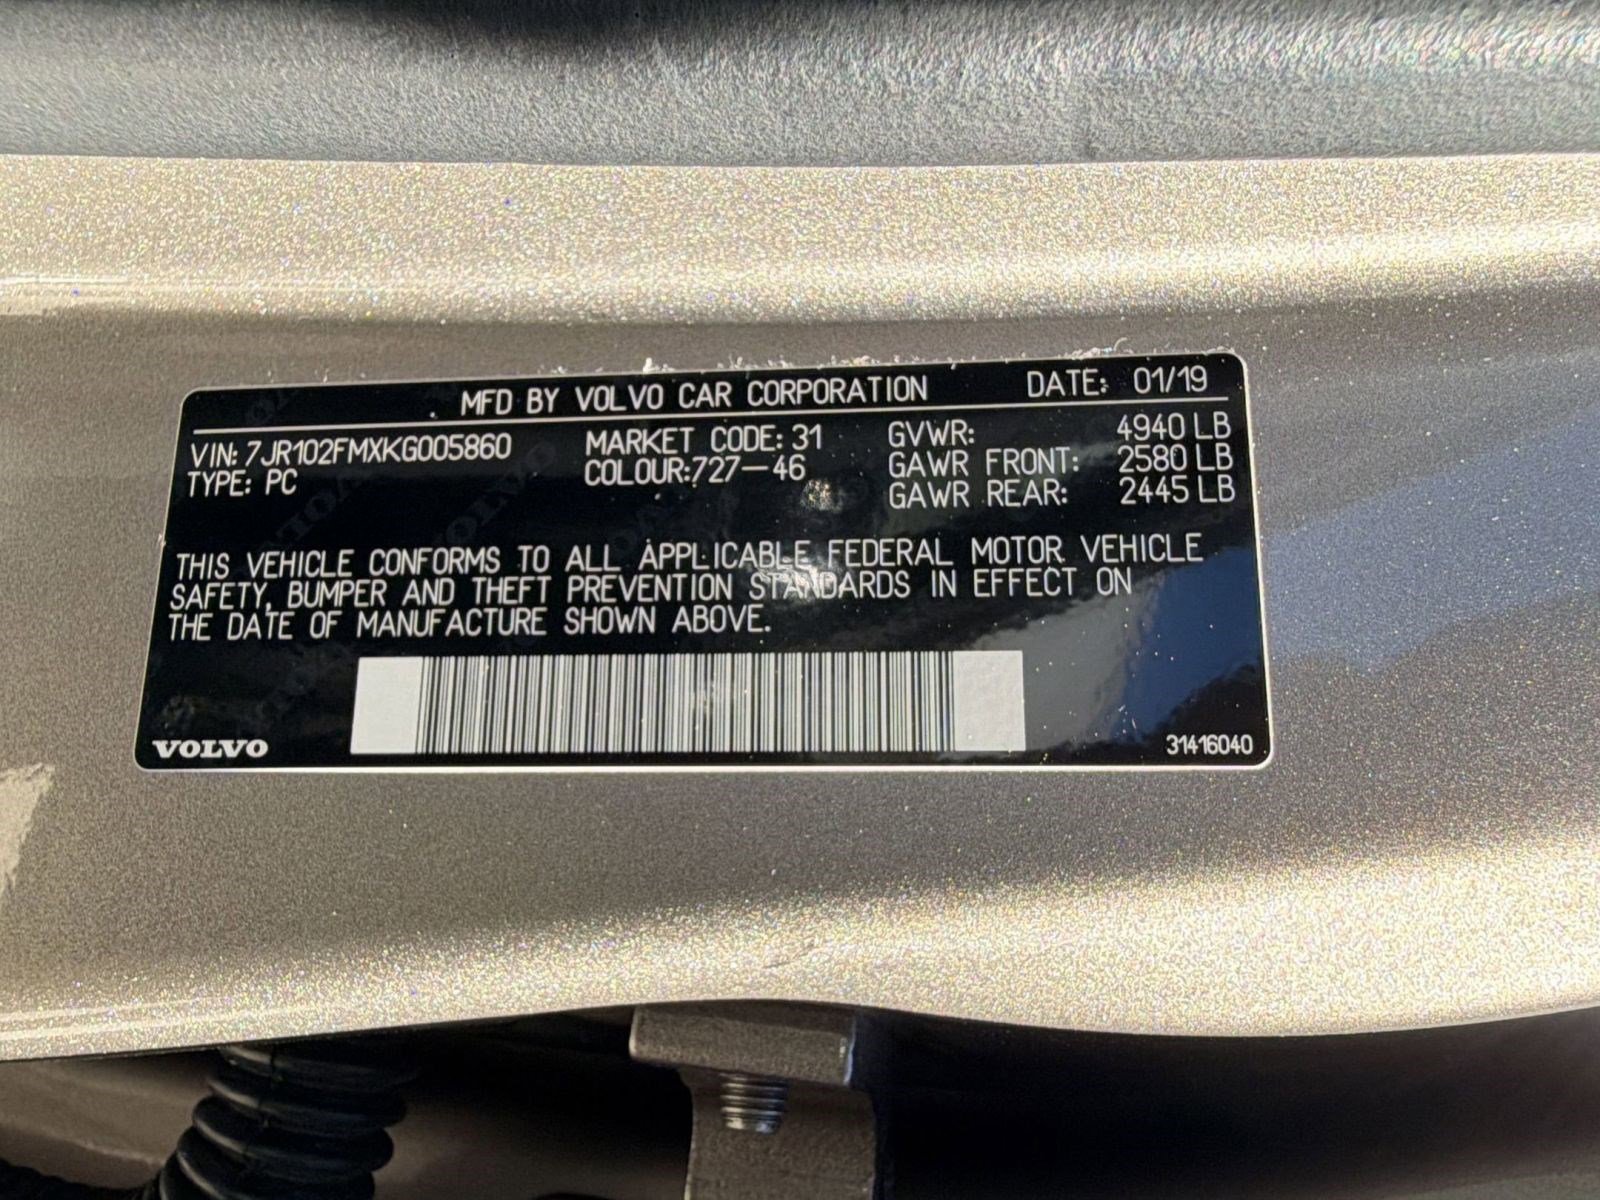 MFD BY VOLVO CAR CORPORATION DATE: 01/19
VIN: 7JR102FMXKG005860 MARKET CODE: 31 GVWR: 4940 LB
TYPE: PC COLOUR:727-46 GAWR FRONT: 2580 LB
GAWR REAR: 2445 LB
THIS VEHICLE CONFORMS TO ALL APPLICABLE FEDERAL MOTOR VEHICLE
SAFETY, BUMPER AND THEFT PREVENTION STANDARDS IN EFFECT ON
THE DATE OF MANUFACTURE SHOWN ABOVE.
VOLVO 31416040